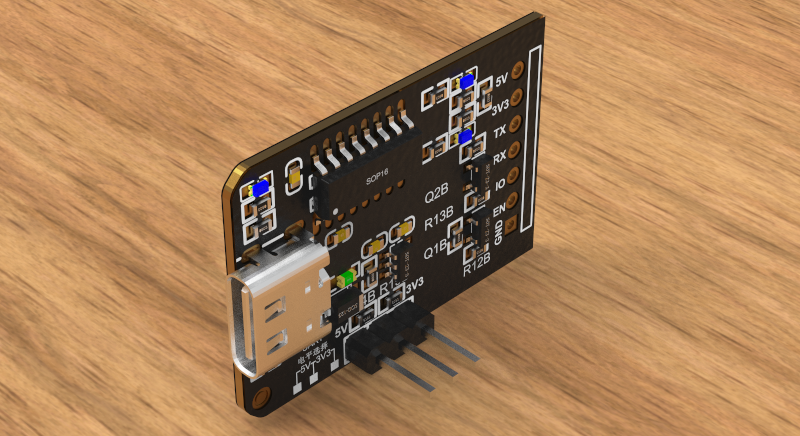 5V
3V3
TX
RX
IO
EN
GND
SOP16
Q2B
R13B
Q1B
R12B
3V3
5V
电平选择
5V
3V3